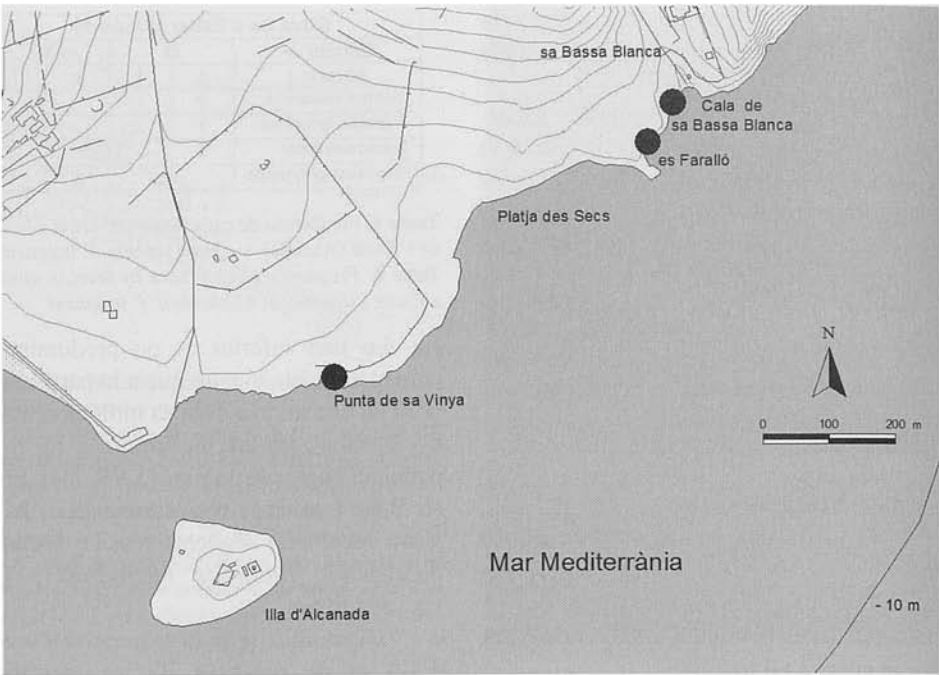 sa Bassa Blanca
Cala de
sa Bassa Blanca
es Faralló
Platjа des Secs
N
Punta de sa Vinya
0 100 200 m
Mar Mediterrània
Illa d'Alcanada
- 10 m